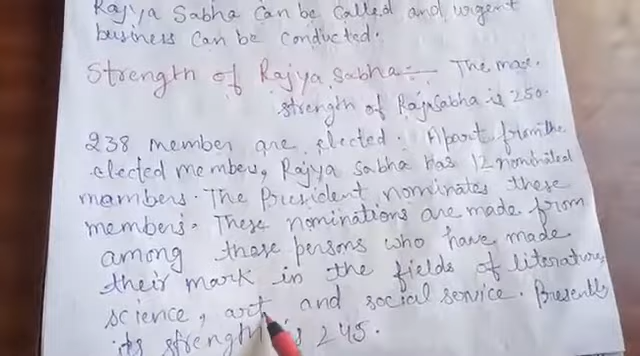 Rajya Sabha can be called and urgent
business can be conducted.
Strength of Rajya Sabha:- The max.
strength of RajaSabha is 250.
238 member are elected. Apart from the
elected members, Rajya Sabha has 12 nominated
mambers. The President nominates these
members. These nominations are made from
among those persons who have made
their mark in the fields of literature,
science, art and social service. Presently
its strength is 245.